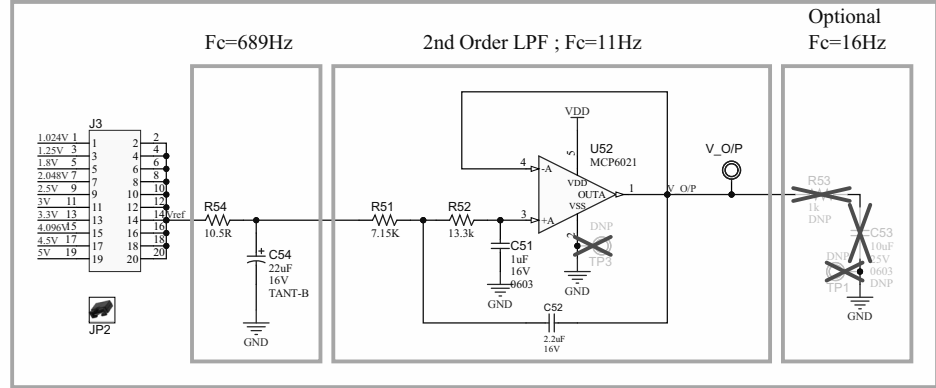 Optional
Fc=689Hz
2nd Order LPF ; Fc=11Hz
Fc=16Hz
J3
1.024V 1 1 2 2
1.25V 3 3 4 4
1.8V 5 5 6 6
2.048V 7 7 8 8
2.5V 9 9 10 10
3V 11 11 12 12
3.3V 13 13 14 14 Vref
4.096V 15 15 16 16
4.5V 17 17 18 18
5V 19 19 20 20
JP2
R54
10.5R
+
C54
22uF
16V
TANT-B
GND
R51
7.15K
R52
13.3k
C51
1uF
16V
0603
GND
VDD
5
U52
MCP6021
4 -A
VDD
OUTA 1
VSS
3 +A
2
DNP
TP3
GND
C52
2.2uF
16V
V_O/P
V_O/P
R53
1k
DNP
C53
10uF
25V
0603
DNP
DNP
TP1
GND